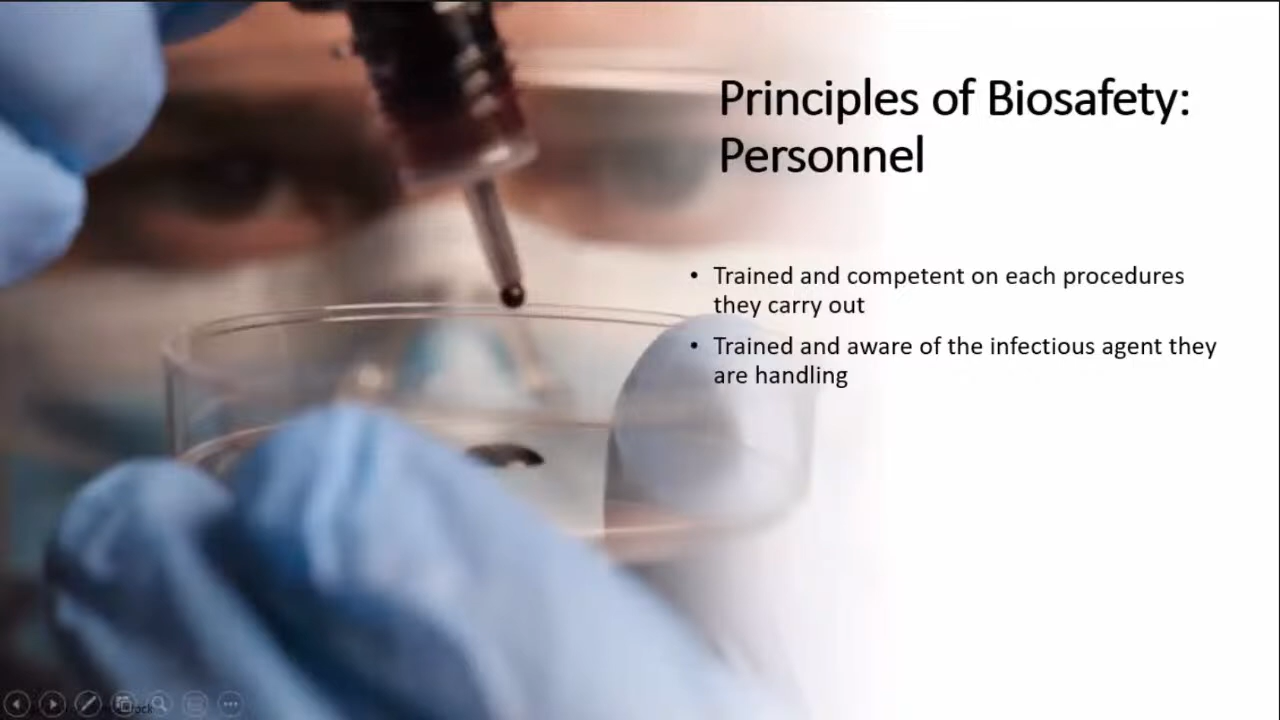 Principles of Biosafety:
Personnel
• Trained and competent on each procedures
they carry out
• Trained and aware of the infectious agent they
are handling